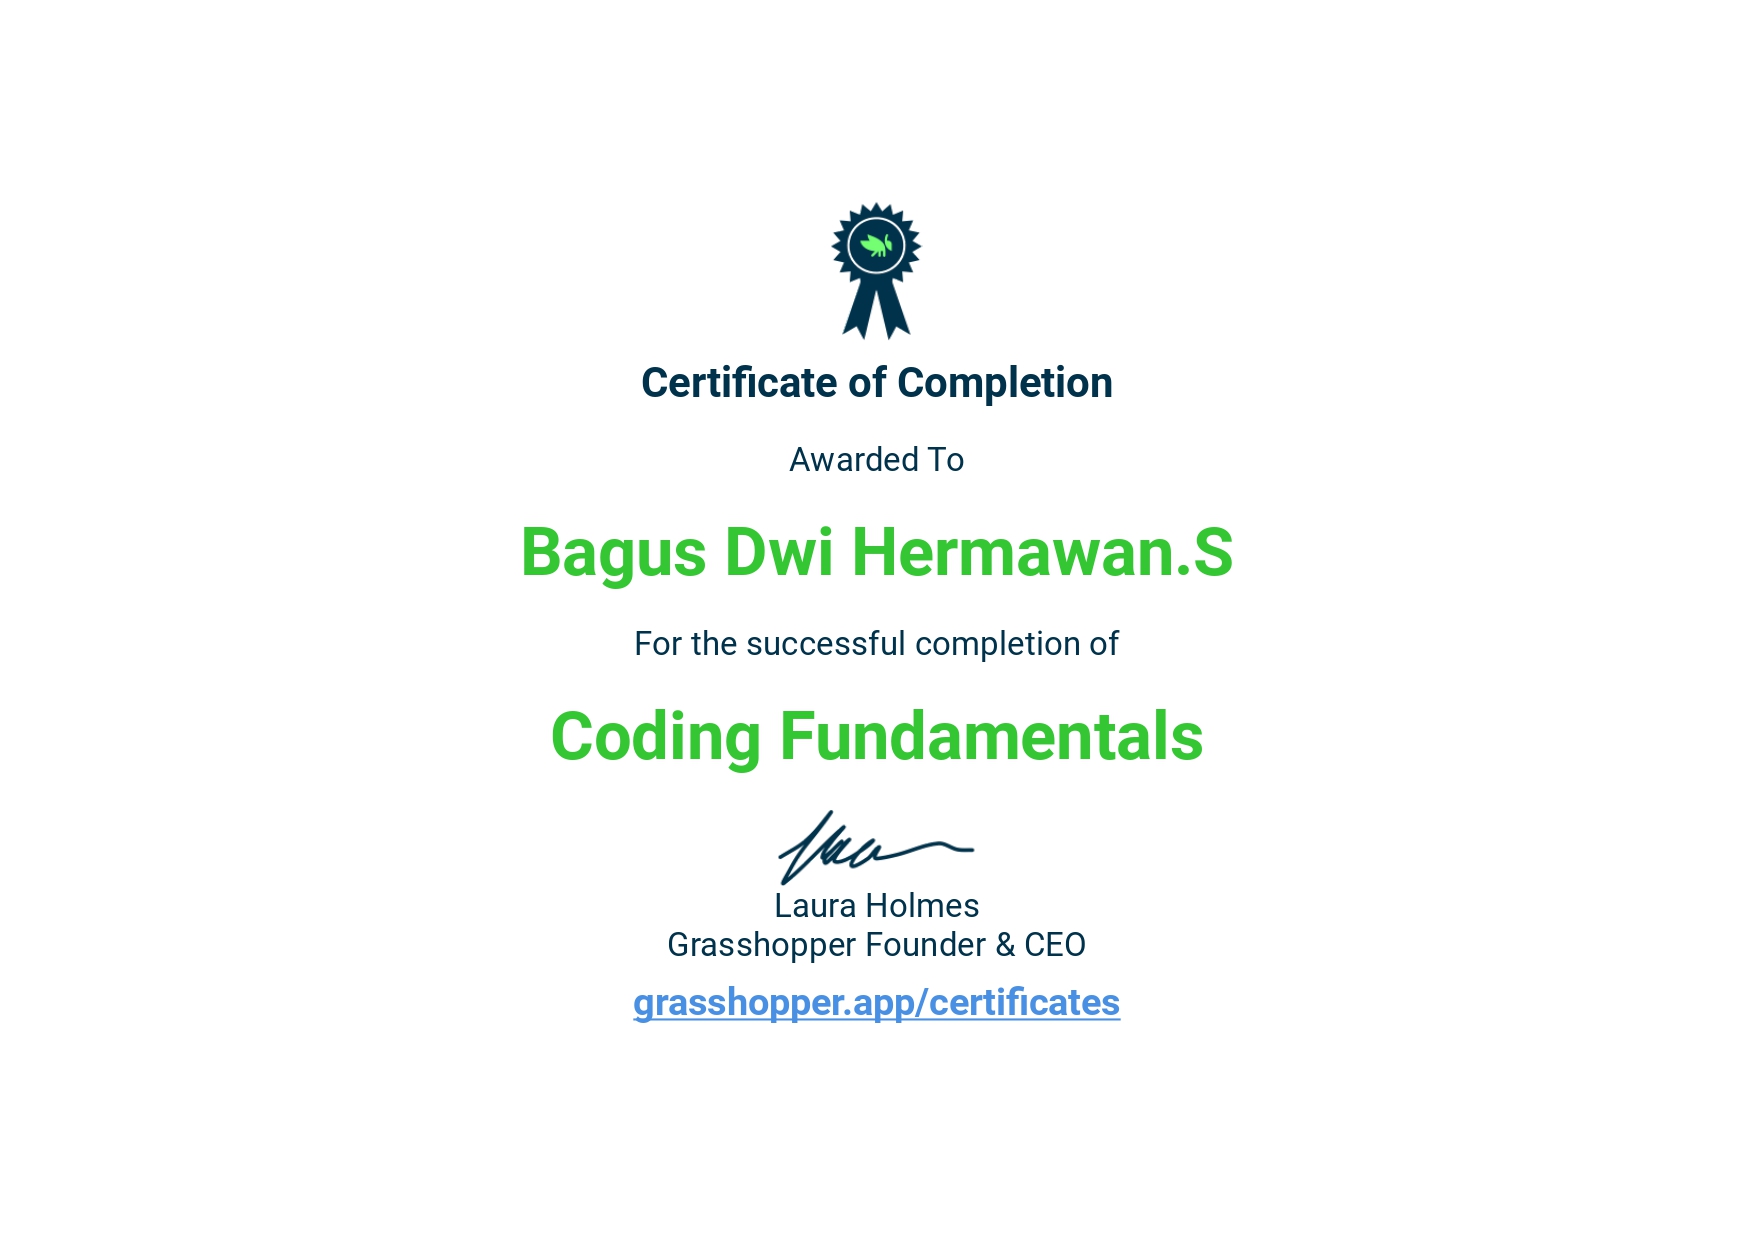 Certificate of Completion
Awarded To
Bagus Dwi Hermawan.S
For the successful completion of
Coding Fundamentals
Laura Holmes
Grasshopper Founder & CEO
grasshopper.app/certificates